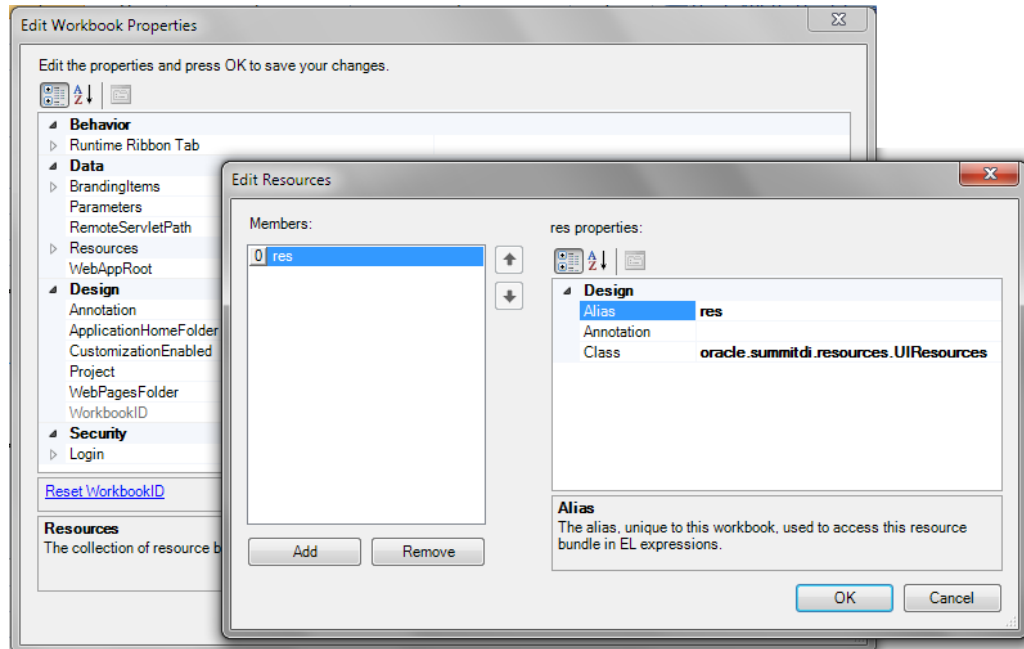 Edit Workbook Properties
Edit the properties and press OK to save your changes.
Behavior
Runtime Ribbon Tab
Data
BrandingItems
Parameters
RemoteServletPath
Resources
WebAppRoot
Design
Annotation
ApplicationHomeFolder
CustomizationEnabled
Project
WebPagesFolder
WorkbookID
Security
Login
Reset WorkbookID
Resources
The collection of resource b
Edit Resources
Members:
0 res
Add Remove
res properties:
Design
Alias res
Annotation
Class oracle.summitdi.resources.UIResources
Alias
The alias, unique to this workbook, used to access this resource
bundle in EL expressions.
OK Cancel